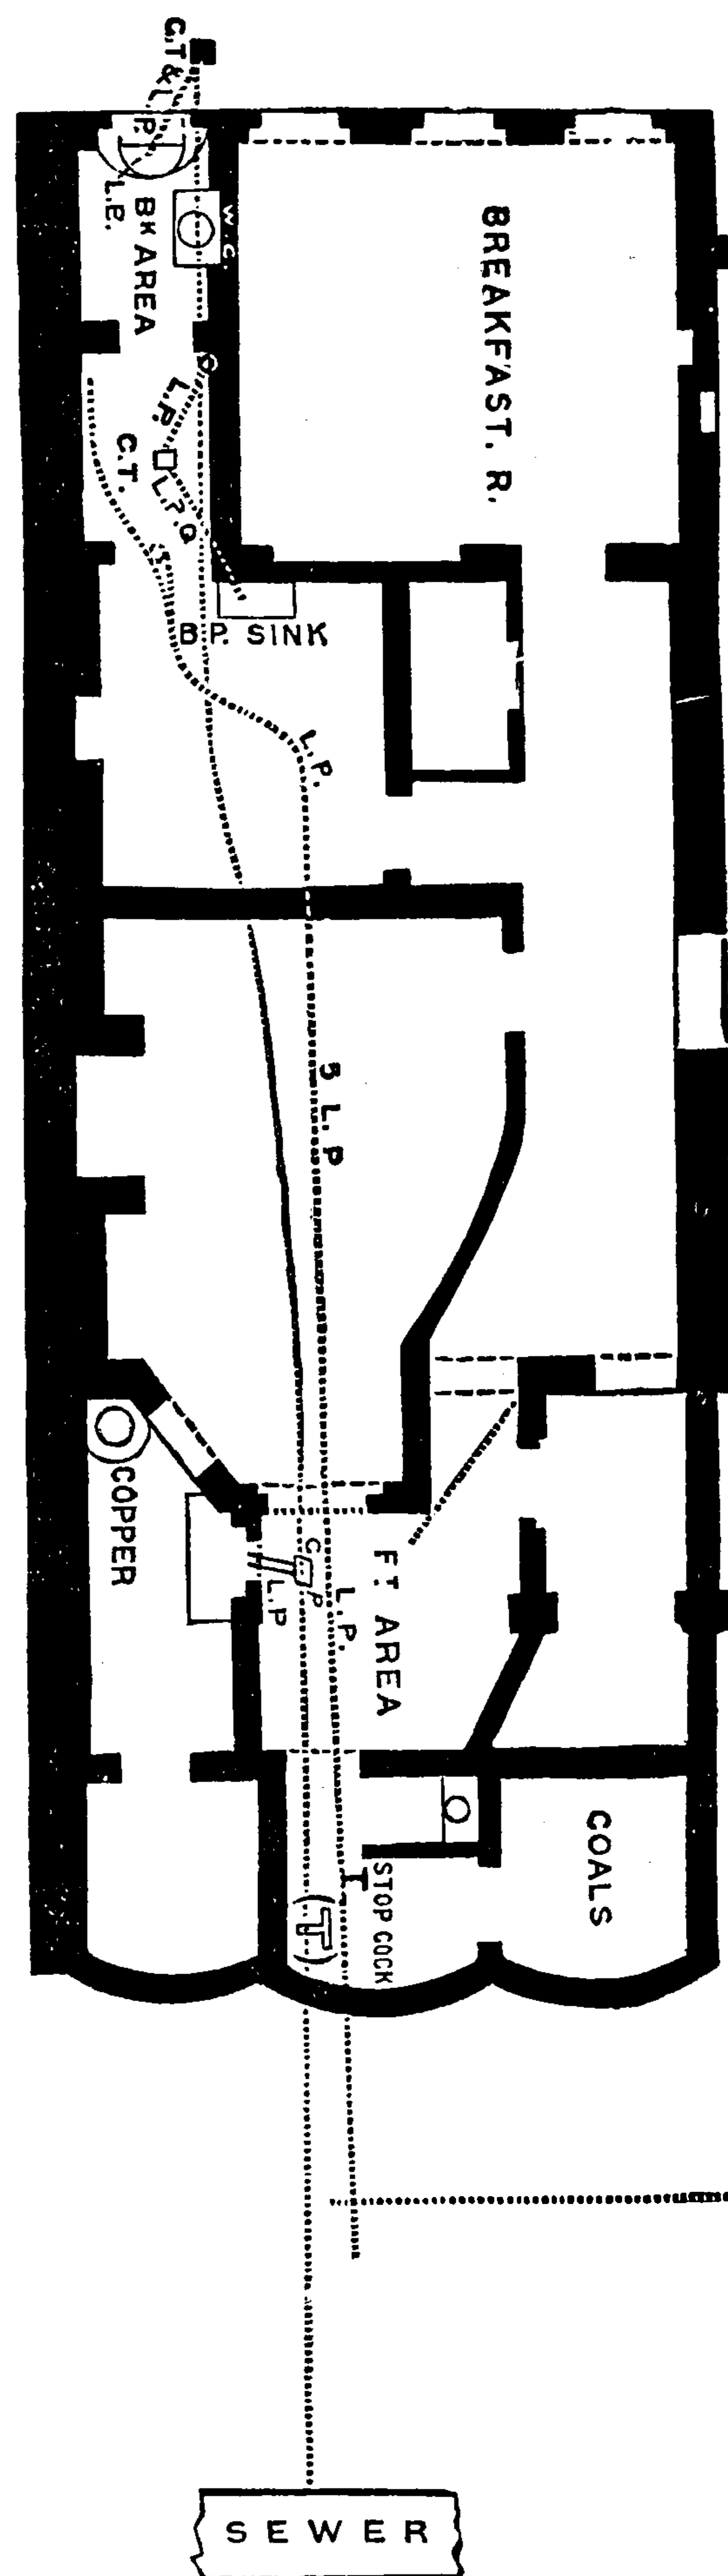 C.T & L.P.
L.B.
BK AREA
W.C.
BREAKFAST. R.
L.P.
L.P.
C.T.
B.P. SINK
L.P.
5 L.P
COPPER
C
P
L.P
L.P.
FT AREA
COALS
STOP COCK
(T)
SEWER